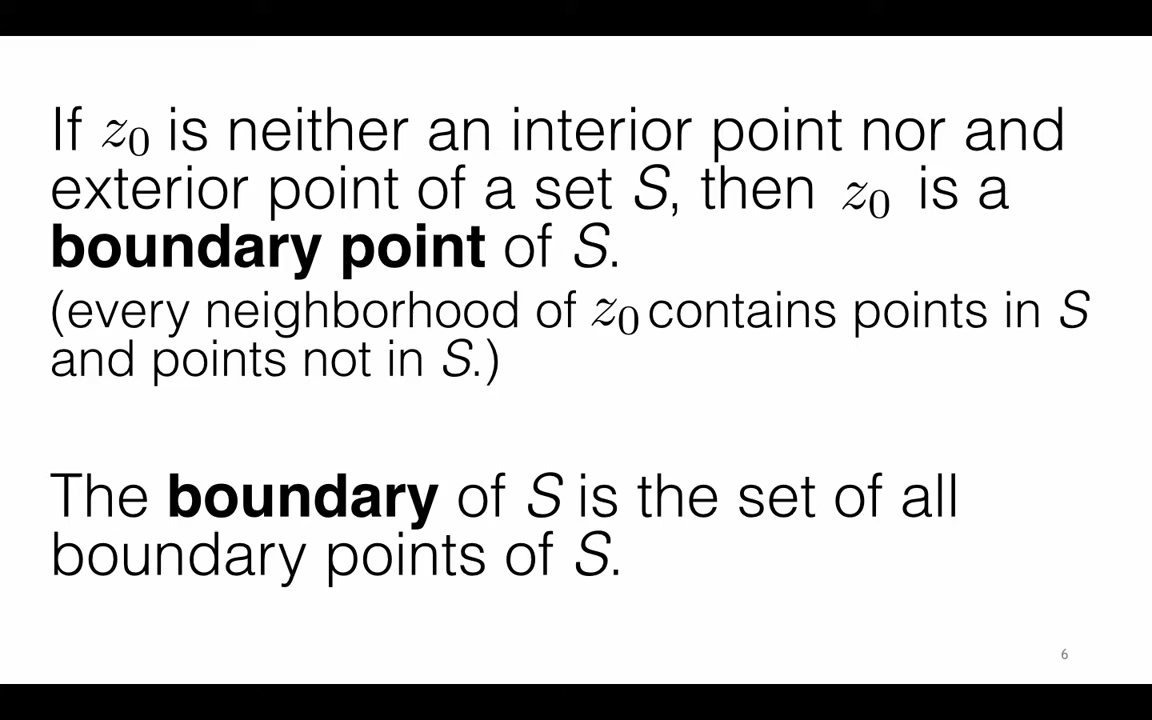 If z₀ is neither an interior point nor and
exterior point of a set S, then z₀ is a
boundary point of S.
(every neighborhood of z₀ contains points in S
and points not in S.)
The boundary of S is the set of all
boundary points of S.
6